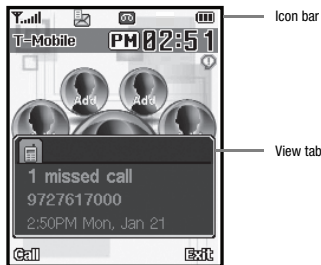 Icon bar
T-Mobile PM 02:51
Add Add
View tab
1 missed call
9727617000
2:50PM Mon, Jan 21
Call Exit